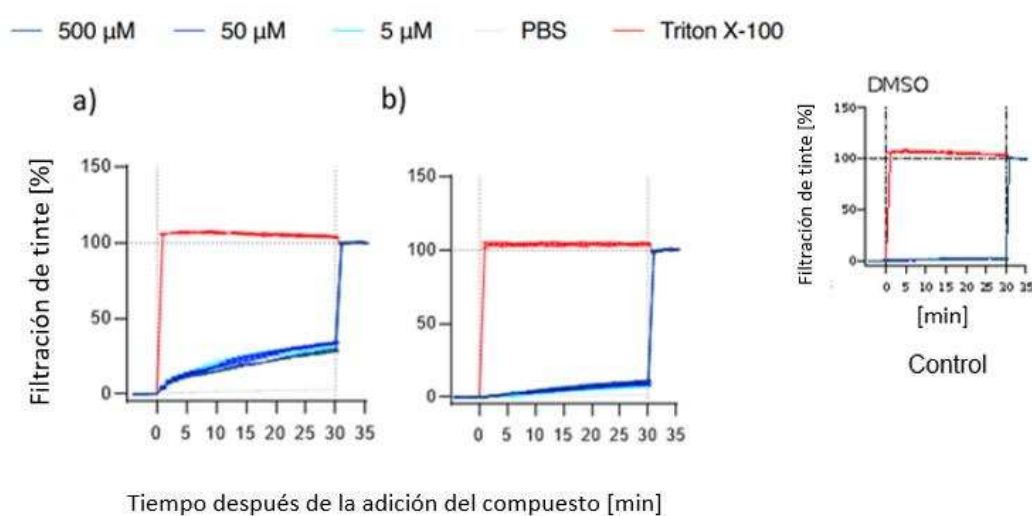 500 µM 50 µM 5 µM PBS Triton X-100
a)
b)
Filtración de tinte [%]
150
100
50
0
0 5 10 15 20 25 30 35
150
100
50
0
0 5 10 15 20 25 30 35
Tiempo después de la adición del compuesto [min]
DMSO
Filtración de tinte [%]
150
100
50
0
0 5 10 15 20 25 30 35
[min]
Control